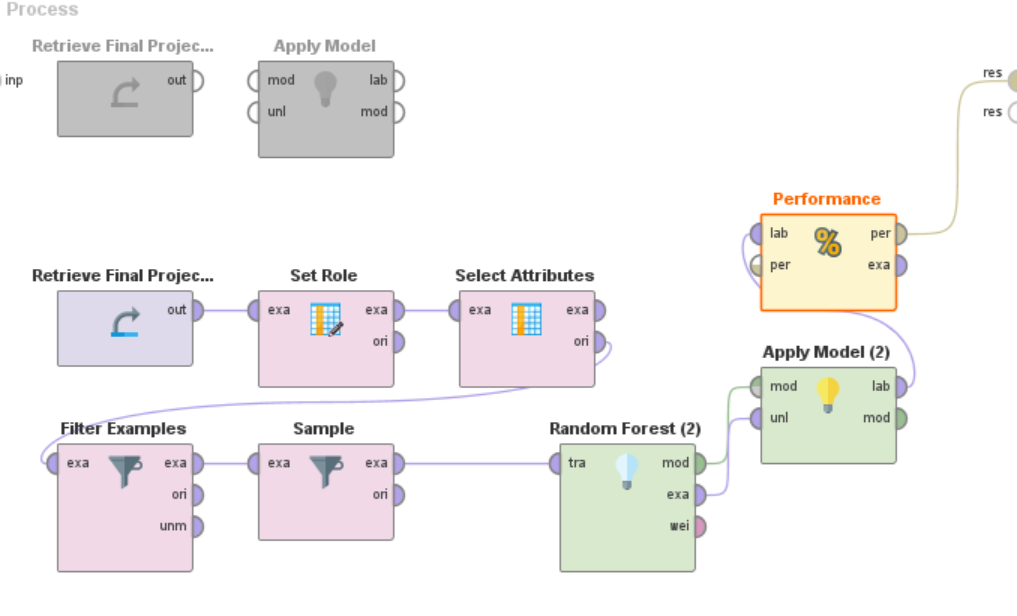 Process
Retrieve Final Projec...
Apply Model
inp
out
mod
lab
unl
mod
res
res
Performance
lab
per
per
exa
Retrieve Final Projec...
Set Role
Select Attributes
out
exa
exa
ori
exa
exa
ori
Apply Model (2)
mod
lab
unl
mod
Filter Examples
Sample
Random Forest (2)
exa
exa
ori
unm
exa
exa
ori
tra
mod
exa
wei